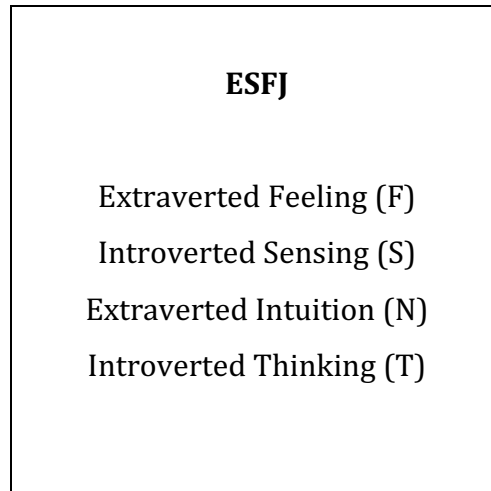 ESFJ
Extraverted Feeling (F)
Introverted Sensing (S)
Extraverted Intuition (N)
Introverted Thinking (T)